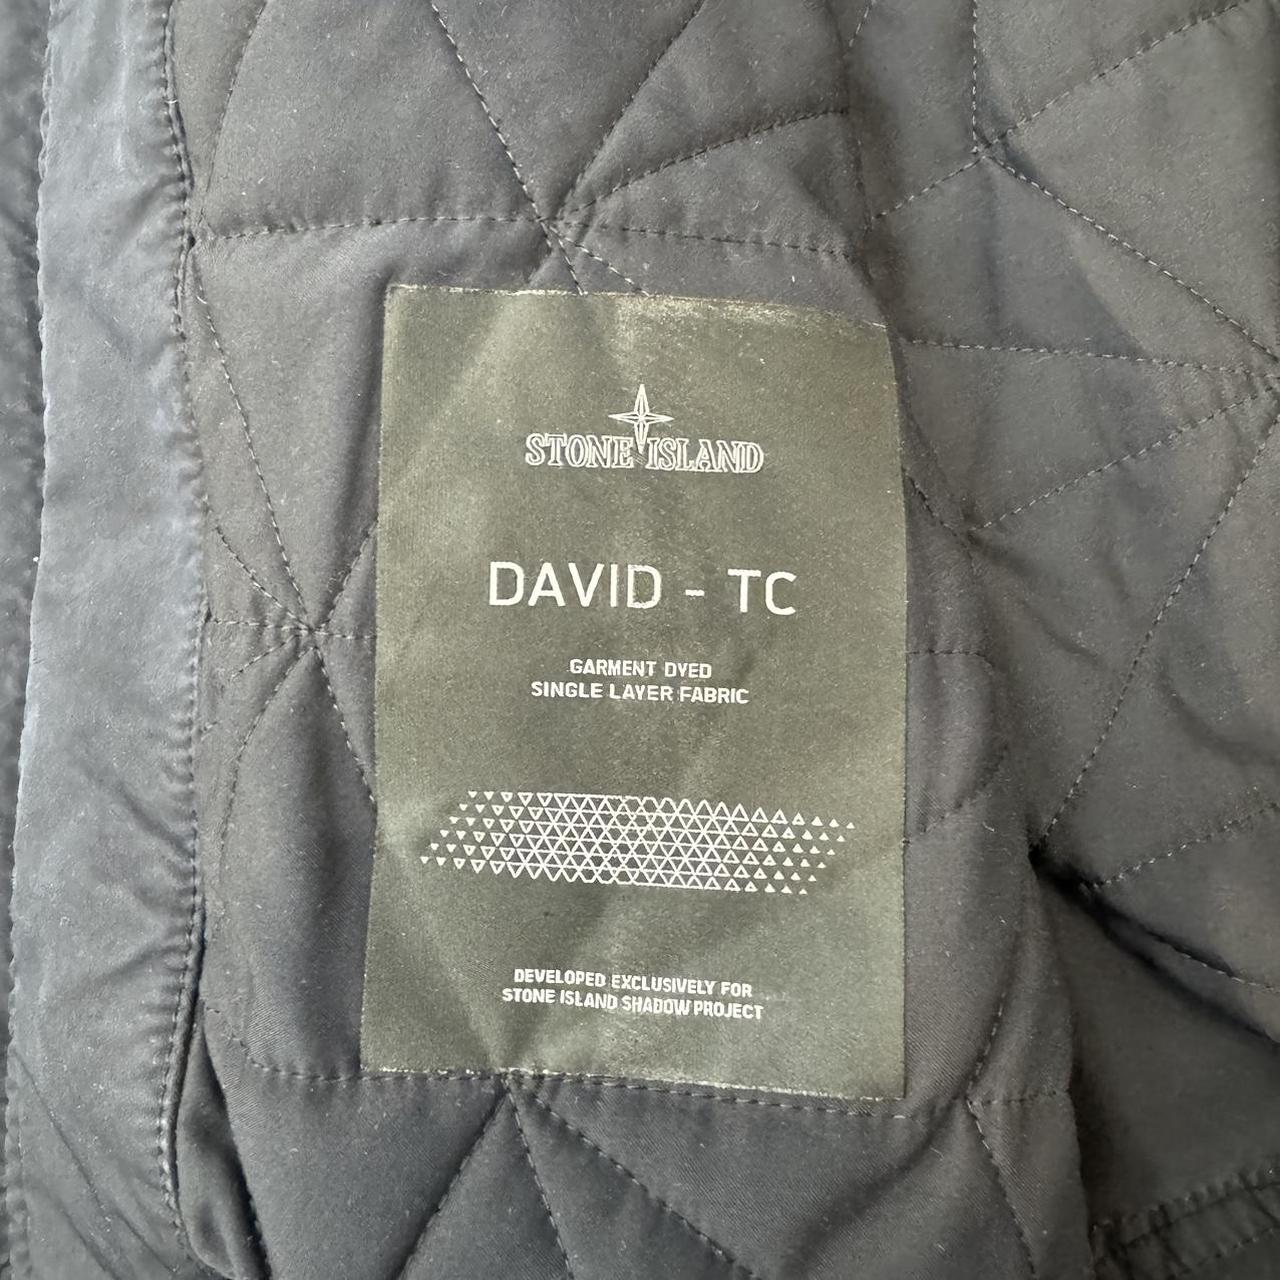 STONE ISLAND
DAVID - TC
GARMENT DYED
SINGLE LAYER FABRIC
DEVELOPED EXCLUSIVELY FOR
STONE ISLAND SHADOW PROJECT